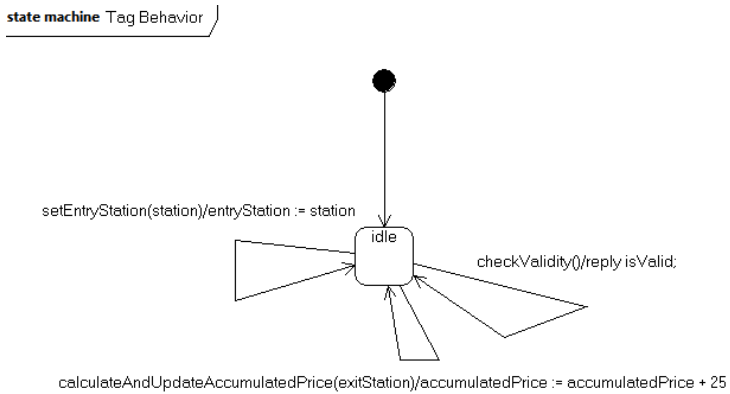 state machine Tag Behavior
setEntryStation(station)/entryStation := station
idle
checkValidity()/reply isValid;
calculateAndUpdateAccumulatedPrice(exitStation)/accumulatedPrice := accumulatedPrice + 25